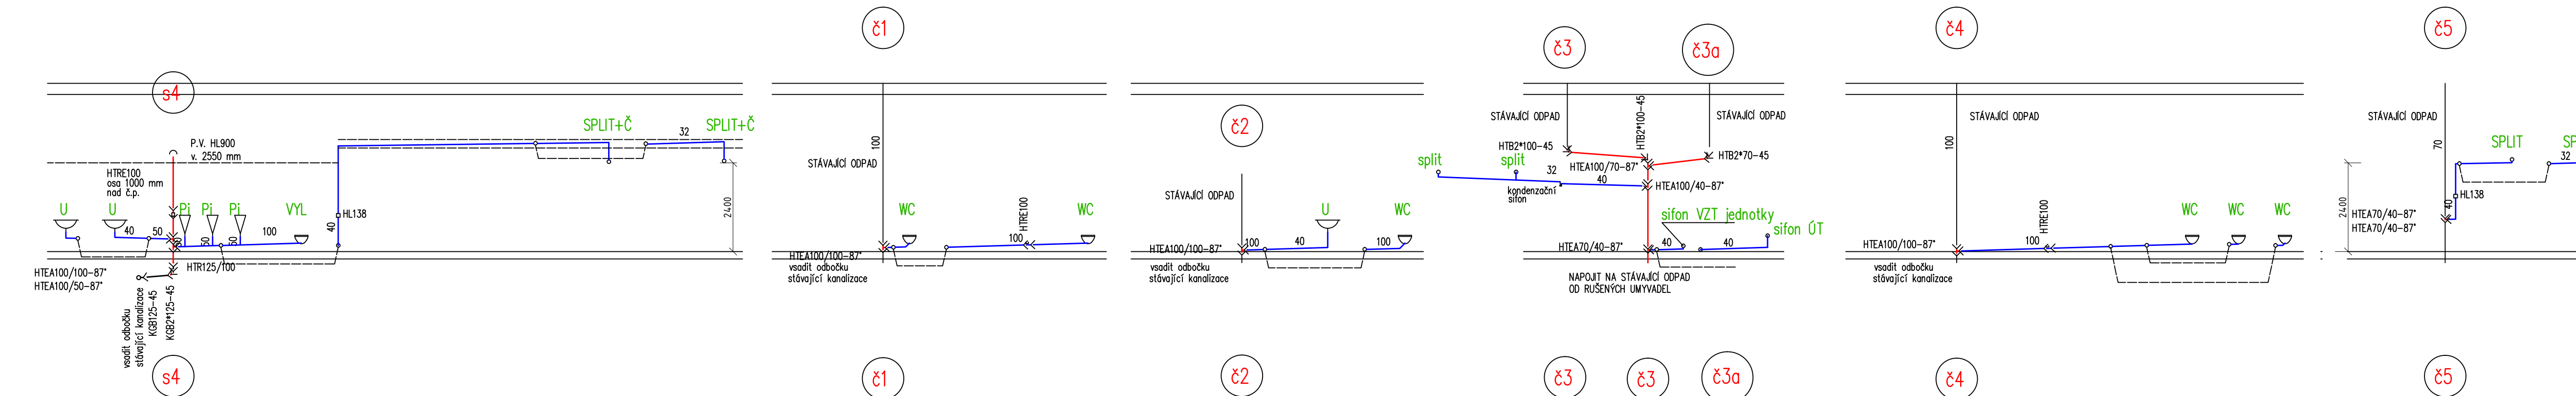 s4
P.V. HL900
v. 2550 mm
HTRE100
osa 1000 mm
nad č.p.
U
U
Pi
Pi
Pi
VYL
40
50
50
50
50
100
40
HL138
SPLIT+Č
32
SPLIT+Č
2400
HTEA100/100-87°
HTEA100/50-87°
HTR125/100
vsadit odbočku
stávající kanalizace
KGB125-45
KGB2*125-45
s4
č1
100
STÁVAJÍCÍ ODPAD
WC
HTRE100
100
WC
HTEA100/100-87°
vsadit odbočku
stávající kanalizace
č1
č2
STÁVAJÍCÍ ODPAD
U
WC
100
40
100
HTEA100/100-87°
vsadit odbočku
stávající kanalizace
č2
č3
č3a
STÁVAJÍCÍ ODPAD
HTB2*100-45
STÁVAJÍCÍ ODPAD
HTB2*100-45
HTB2*70-45
HTEA100/70-87°
split
split
32
40
HTEA100/40-87°
kondenzační
sifon
sifon VZT jednotky
sifon ÚT
HTEA70/40-87°
40
40
NAPOJIT NA STÁVAJÍCÍ ODPAD
OD RUŠENÝCH UMYVADEL
č3
č3
č3a
č4
STÁVAJÍCÍ ODPAD
100
HTRE100
100
WC
WC
WC
HTEA100/100-87°
vsadit odbočku
stávající kanalizace
č4
č5
STÁVAJÍCÍ ODPAD
70
SPLIT
SP
32
HL138
40
2400
HTEA70/40-87°
HTEA70/40-87°
č5